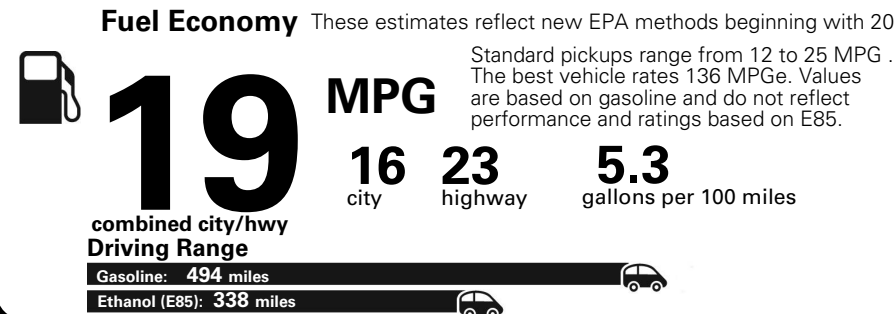 Fuel Economy These estimates reflect new EPA methods beginning with 20
Standard pickups range from 12 to 25 MPG .
The best vehicle rates 136 MPGe. Values
are based on gasoline and do not reflect
performance and ratings based on E85.
19 MPG
16 23 5.3
city highway gallons per 100 miles
combined city/hwy
Driving Range
Gasoline: 494 miles
Ethanol (E85): 338 miles